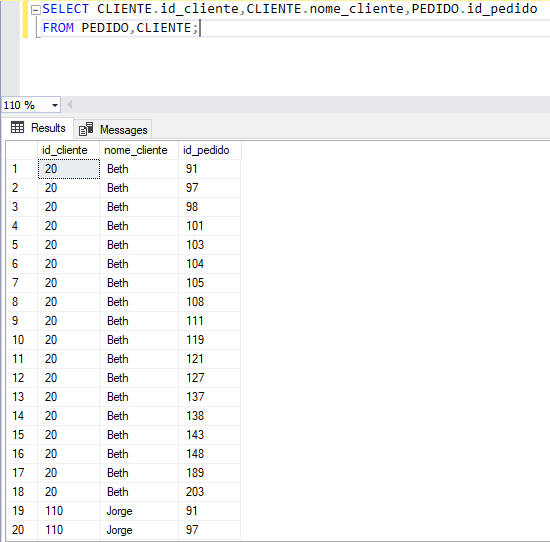 SELECT CLIENTE.id_cliente,CLIENTE.nome_cliente,PEDIDO.id_pedido
FROM PEDIDO,CLIENTE;
110 %
Results Messages
id_cliente nome_cliente id_pedido
1 20 Beth 91
2 20 Beth 97
3 20 Beth 98
4 20 Beth 101
5 20 Beth 103
6 20 Beth 104
7 20 Beth 105
8 20 Beth 108
9 20 Beth 111
10 20 Beth 119
11 20 Beth 121
12 20 Beth 127
13 20 Beth 137
14 20 Beth 138
15 20 Beth 143
16 20 Beth 148
17 20 Beth 189
18 20 Beth 203
19 110 Jorge 91
20 110 Jorge 97